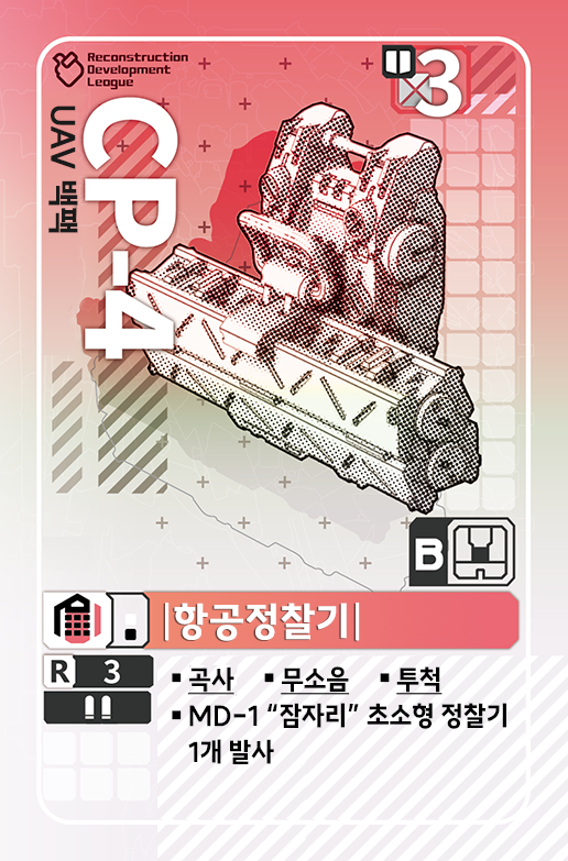 Reconstruction
Development
League
3
CP-4
UAV 백팩
B
|항공정찰기|
R 3
▪ 곡사 ▪ 무소음 ▪ 투척
▪ MD-1 “잠자리” 초소형 정찰기
1개 발사